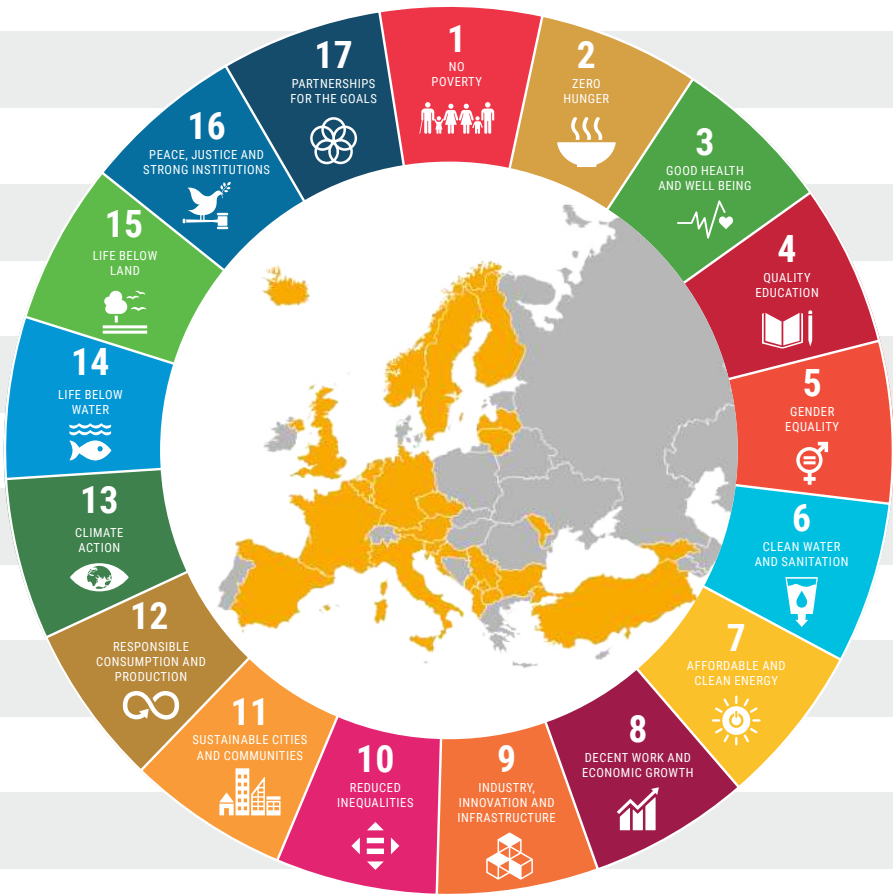 1
NO
POVERTY
2
ZERO
HUNGER
3
GOOD HEALTH
AND WELL BEING
4
QUALITY
EDUCATION
5
GENDER
EQUALITY
6
CLEAN WATER
AND SANITATION
7
AFFORDABLE AND
CLEAN ENERGY
8
DECENT WORK AND
ECONOMIC GROWTH
9
INDUSTRY,
INNOVATION AND
INFRASTRUCTURE
10
REDUCED
INEQUALITIES
11
SUSTAINABLE CITIES
AND COMMUNITIES
12
RESPONSIBLE
CONSUMPTION AND
PRODUCTION
13
CLIMATE
ACTION
14
LIFE BELOW
WATER
15
LIFE BELOW
LAND
16
PEACE, JUSTICE AND
STRONG INSTITUTIONS
17
PARTNERSHIPS
FOR THE GOALS